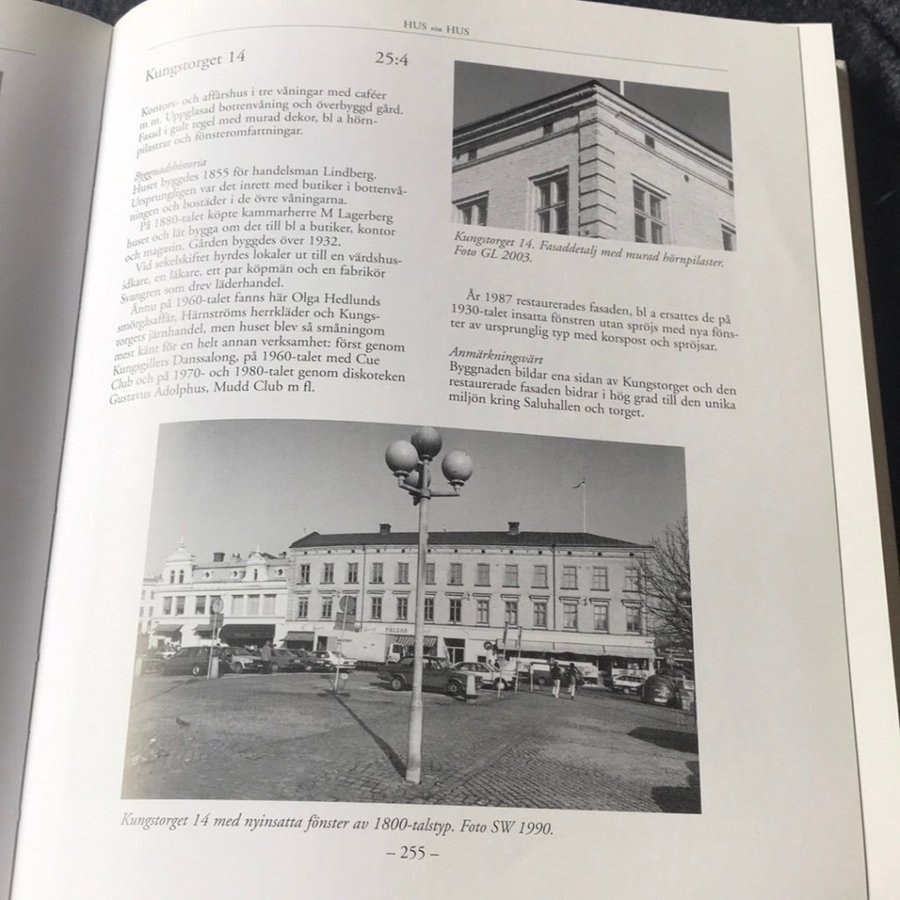 HUS FÖR HUS
Kungstorget 14 25:4
Kontors- och affärshus i tre våningar med caféer
m m. Uppglasad bottenvåning och överbyggd gård.
Fasad i gult tegel med murad dekor, bl a hörn-
pilastrar och fönsteromfattningar.
Byggnadshistoria
Huset byggdes 1855 för handelsman Lindberg.
Ursprungligen var det inrett med butiker i bottenvå-
ningen och bostäder i de övre våningarna.
På 1880-talet köpte kammarherre M Lagerberg
huset och lät bygga om det till bl a butiker, kontor
och magasin. Gården byggdes över 1932.
Vid sekelskiftet hyrdes lokaler ut till en värdshus-
idkare, en läkare, ett par köpmän och en fabrikör
Svangren som drev läderhandel.
Ännu på 1960-talet fanns här Olga Hedlunds
smörgåsaffär, Härnströms herrkläder och Kungs-
torgets järnhandel, men huset blev så småningom
mest känt för en helt annan verksamhet: först genom
Kungsgillets Danssalong, på 1960-talet med Cue
Club och på 1970- och 1980-talet genom diskoteken
Gustavus Adolphus, Mudd Club m fl.
Kungstorget 14. Fasaddetalj med murad hörnpilaster.
Foto GL 2003.
År 1987 restaurerades fasaden, bl a ersattes de på
1930-talet insatta fönstren utan spröjs med nya föns-
ter av ursprunglig typ med korspost och spröjsar.
Anmärkningsvärt
Byggnaden bildar ena sidan av Kungstorget och den
restaurerade fasaden bidrar i hög grad till den unika
miljön kring Saluhallen och torget.
PÅLSAR
Kungstorget 14 med nyinsatta fönster av 1800-talstyp. Foto SW 1990.
– 255 –